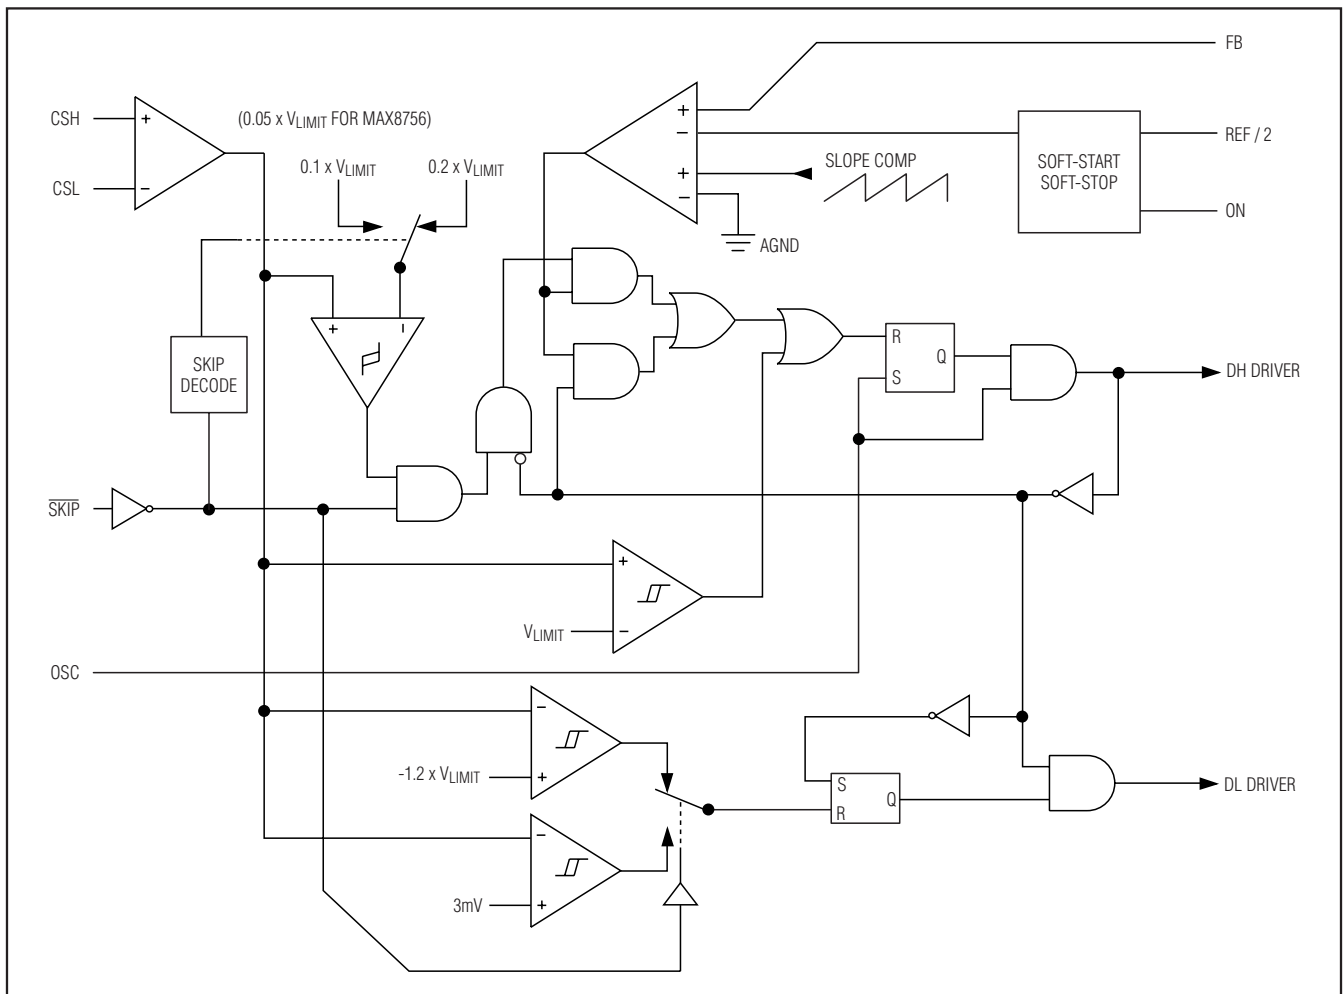 FB
CSH
+
(0.05 x VLIMIT FOR MAX8756)
+
−
REF / 2
SOFT-START
SOFT-STOP
SLOPE COMP
0.1 x VLIMIT
0.2 x VLIMIT
+
−
CSL
−
ON
AGND
+
−
R
Q
S
SKIP
DECODE
DH DRIVER
S̅K̅I̅P̅
+
VLIMIT
−
OSC
−
-1.2 x VLIMIT
+
S
Q
R
DL DRIVER
−
3mV
+